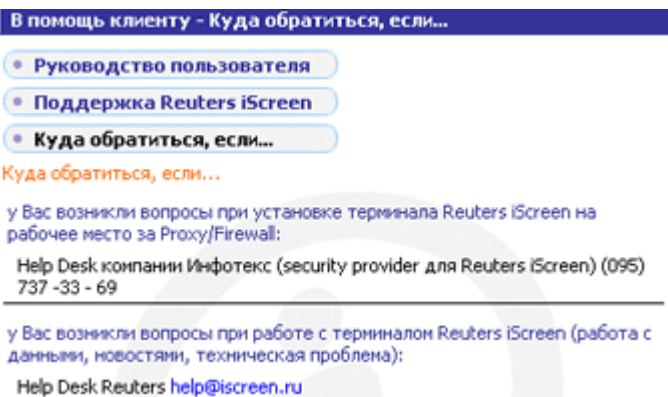 В помощь клиенту - Куда обратиться, если...
Руководство пользователя
Поддержка Reuters iScreen
Куда обратиться, если...
Куда обратиться, если...
у Вас возникли вопросы при установке терминала Reuters iScreen на
рабочее место за Proxy/Firewall:
Help Desk компании Инфотекс (security provider для Reuters iScreen) (095)
737 -33 - 69
у Вас возникли вопросы при работе с терминалом Reuters iScreen (работа с
данными, новостями, техническая проблема):
Help Desk Reuters help@iscreen.ru